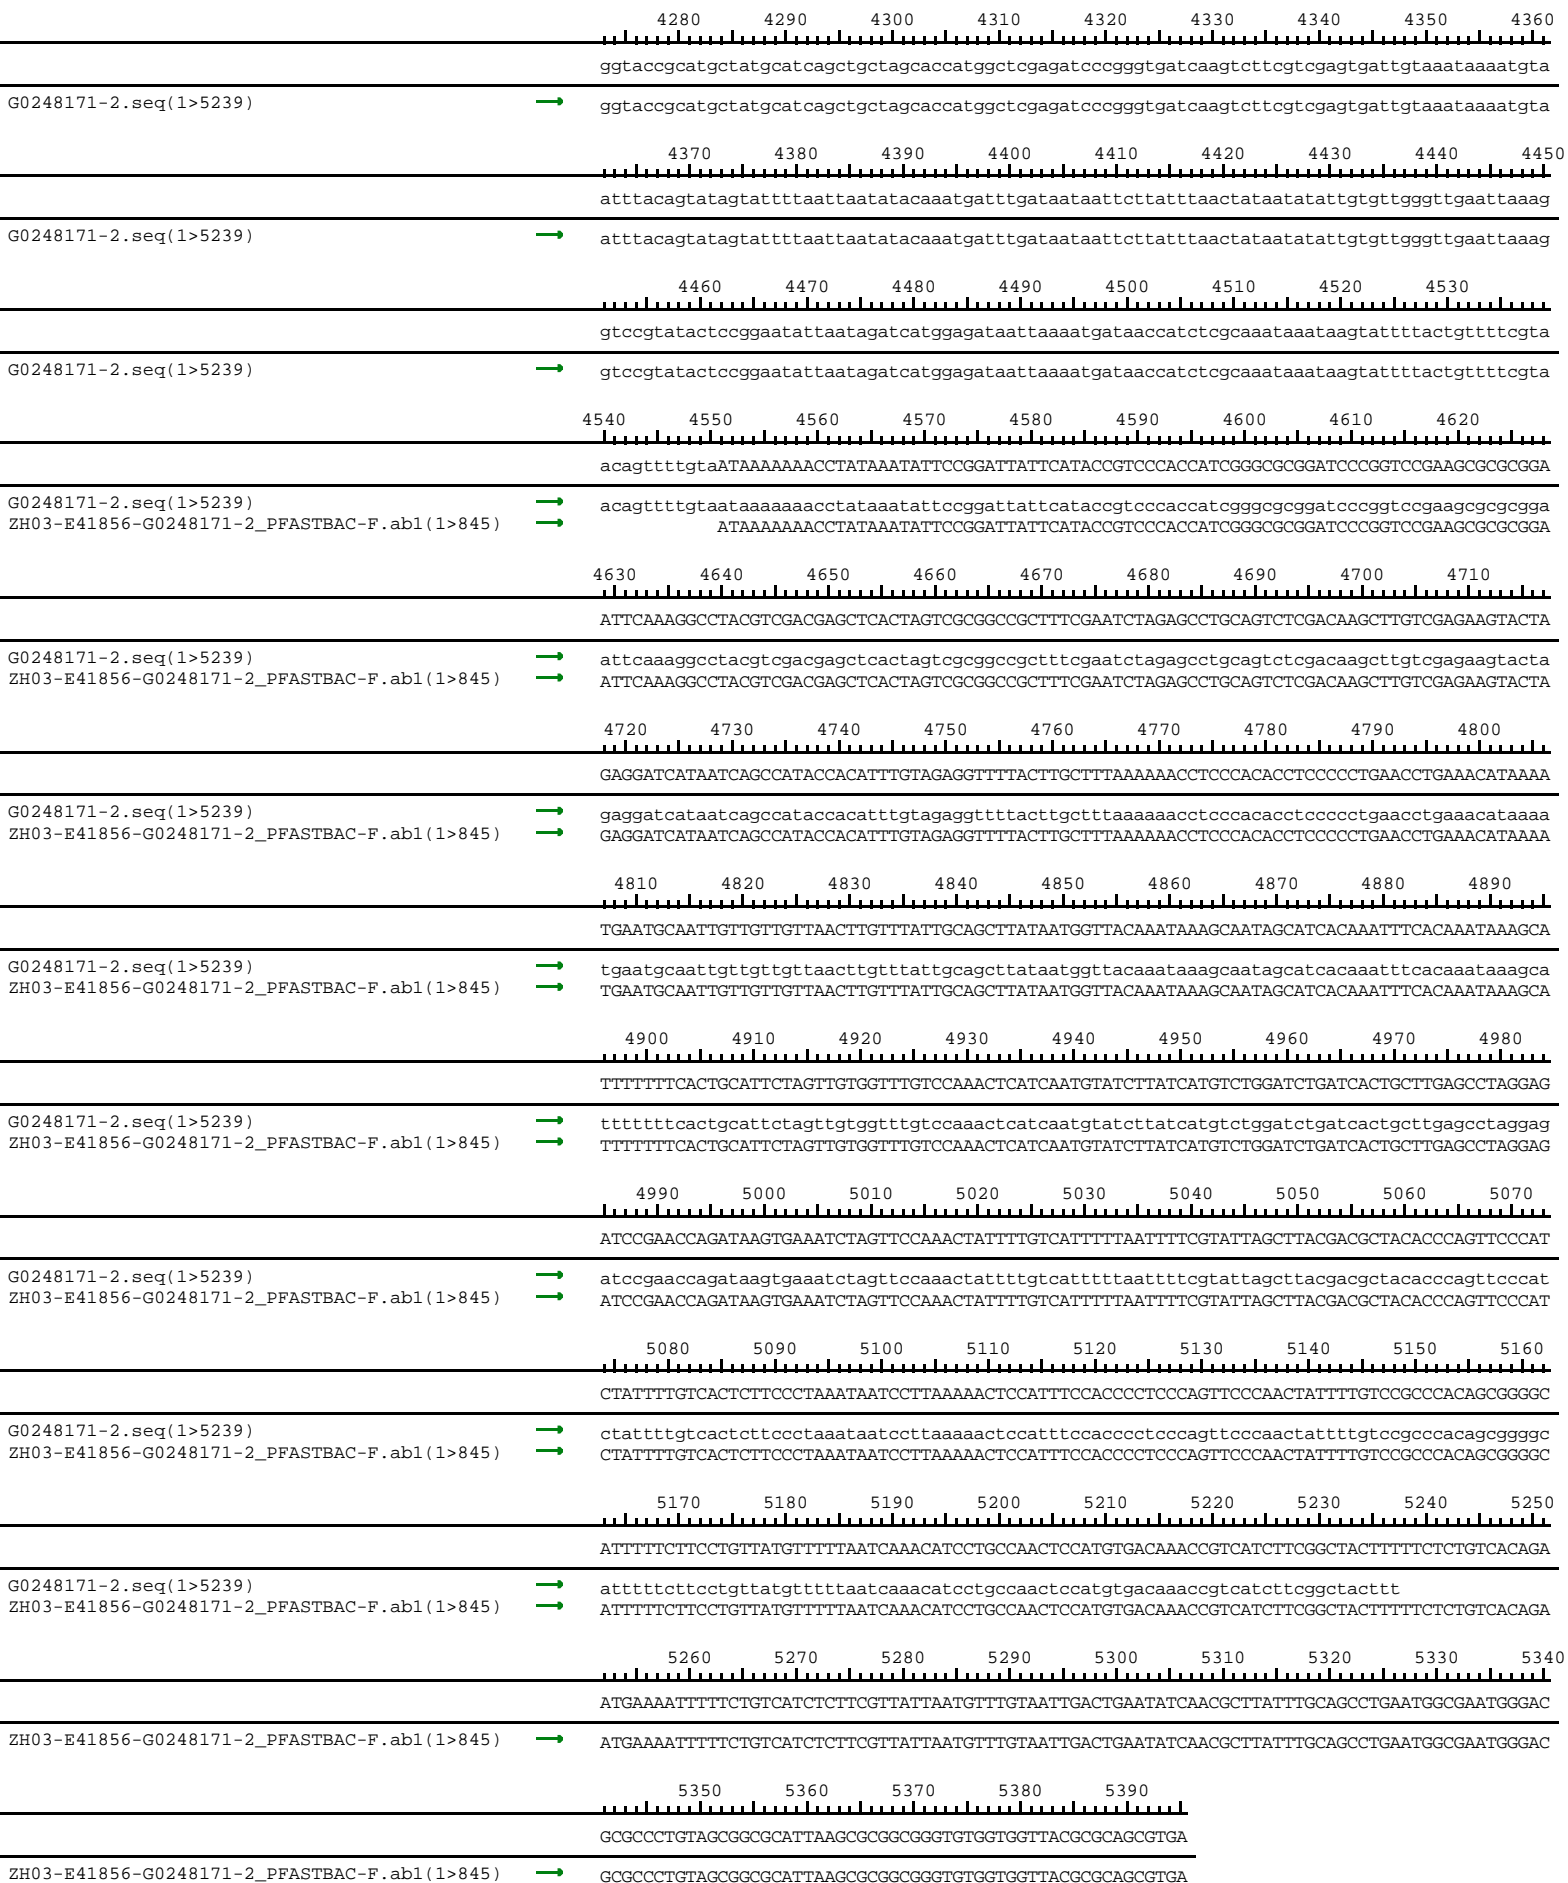 4280 4290 4300 4310 4320 4330 4340 4350 4360
ggtaccgcatgctatgcatcagctgctagcaccatggctcgagatcccgggtgatcaagtcttcgtcgagtgattgtaaataaaatgta
G0248171-2.seq(1>5239) ggtaccgcatgctatgcatcagctgctagcaccatggctcgagatcccgggtgatcaagtcttcgtcgagtgattgtaaataaaatgta
4370 4380 4390 4400 4410 4420 4430 4440 4450
atttacagtatagtattttaattaatatacaaatgatttgataataattcttatttaactataatatattgtgttgggttgaattaaag
G0248171-2.seq(1>5239) atttacagtatagtattttaattaatatacaaatgatttgataataattcttatttaactataatatattgtgttgggttgaattaaag
4460 4470 4480 4490 4500 4510 4520 4530
gtccgtatactccggaatattaatagatcatggagataattaaaatgataaccatctcgcaaataaataagtattttactgttttcgta
G0248171-2.seq(1>5239) gtccgtatactccggaatattaatagatcatggagataattaaaatgataaccatctcgcaaataaataagtattttactgttttcgta
4540 4550 4560 4570 4580 4590 4600 4610 4620
acagttttgtaATAAAAAAACCTATAAATATTCCGGATTATTCATACCGTCCCACCATCGGGCGCGGATCCCGGTCCGAAGCGCGCGGA
G0248171-2.seq(1>5239) acagttttgtaataaaaaaacctataaatattccggattattcataccgtcccaccatcgggcgcggatcccggtccgaagcgcgcgga
ZH03-E41856-G0248171-2_PFASTBAC-F.ab1(1>845) ATAAAAAAACCTATAAATATTCCGGATTATTCATACCGTCCCACCATCGGGCGCGGATCCCGGTCCGAAGCGCGCGGA
4630 4640 4650 4660 4670 4680 4690 4700 4710
ATTCAAAGGCCTACGTCGACGAGCTCACTAGTCGCGGCCGCTTTCGAATCTAGAGCCTGCAGTCTCGACAAGCTTGTCGAGAAGTACTA
G0248171-2.seq(1>5239) attcaaaggcctacgtcgacgagctcactagtcgcggccgctttcgaatctagagcctgcagtctcgacaagcttgtcgagaagtacta
ZH03-E41856-G0248171-2_PFASTBAC-F.ab1(1>845) ATTCAAAGGCCTACGTCGACGAGCTCACTAGTCGCGGCCGCTTTCGAATCTAGAGCCTGCAGTCTCGACAAGCTTGTCGAGAAGTACTA
4720 4730 4740 4750 4760 4770 4780 4790 4800
GAGGATCATAATCAGCCATACCACATTTGTAGAGGTTTTACTTGCTTTAAAAAACCTCCCACACCTCCCCCTGAACCTGAAACATAAAA
G0248171-2.seq(1>5239) gaggatcataatcagccataccacatttgtagaggttttacttgctttaaaaaacctcccacacctccccctgaacctgaaacataaaa
ZH03-E41856-G0248171-2_PFASTBAC-F.ab1(1>845) GAGGATCATAATCAGCCATACCACATTTGTAGAGGTTTTACTTGCTTTAAAAAACCTCCCACACCTCCCCCTGAACCTGAAACATAAAA
4810 4820 4830 4840 4850 4860 4870 4880 4890
TGAATGCAATTGTTGTTGTTAACTTGTTTATTGCAGCTTATAATGGTTACAAATAAAGCAATAGCATCACAAATTTCACAAATAAAGCA
G0248171-2.seq(1>5239) tgaatgcaattgttgttgttaacttgtttattgcagcttataatggttacaaataaagcaatagcatcacaaatttcacaaataaagca
ZH03-E41856-G0248171-2_PFASTBAC-F.ab1(1>845) TGAATGCAATTGTTGTTGTTAACTTGTTTATTGCAGCTTATAATGGTTACAAATAAAGCAATAGCATCACAAATTTCACAAATAAAGCA
4900 4910 4920 4930 4940 4950 4960 4970 4980
TTTTTTTCACTGCATTCTAGTTGTGGTTTGTCCAAACTCATCAATGTATCTTATCATGTCTGGATCTGATCACTGCTTGAGCCTAGGAG
G0248171-2.seq(1>5239) tttttttcactgcattctagttgtggtttgtccaaactcatcaatgtatcttatcatgtctggatctgatcactgcttgagcctaggag
ZH03-E41856-G0248171-2_PFASTBAC-F.ab1(1>845) TTTTTTTCACTGCATTCTAGTTGTGGTTTGTCCAAACTCATCAATGTATCTTATCATGTCTGGATCTGATCACTGCTTGAGCCTAGGAG
4990 5000 5010 5020 5030 5040 5050 5060 5070
ATCCGAACCAGATAAGTGAAATCTAGTTCCAAACTATTTTGTCATTTTTAATTTTCGTATTAGCTTACGACGCTACACCCAGTTCCCAT
G0248171-2.seq(1>5239) atccgaaccagataagtgaaatctagttccaaactattttgtcatttttaattttcgtattagcttacgacgctacacccagttcccat
ZH03-E41856-G0248171-2_PFASTBAC-F.ab1(1>845) ATCCGAACCAGATAAGTGAAATCTAGTTCCAAACTATTTTGTCATTTTTAATTTTCGTATTAGCTTACGACGCTACACCCAGTTCCCAT
5080 5090 5100 5110 5120 5130 5140 5150 5160
CTATTTTGTCACTCTTCCCTAAATAATCCTTAAAAACTCCATTTCCACCCCTCCCAGTTCCCAACTATTTTGTCCGCCCACAGCGGGGC
G0248171-2.seq(1>5239) ctattttgtcactcttccctaaataatccttaaaaactccatttccacccctcccagttcccaactattttgtccgcccacagcggggc
ZH03-E41856-G0248171-2_PFASTBAC-F.ab1(1>845) CTATTTTGTCACTCTTCCCTAAATAATCCTTAAAAACTCCATTTCCACCCCTCCCAGTTCCCAACTATTTTGTCCGCCCACAGCGGGGC
5170 5180 5190 5200 5210 5220 5230 5240 5250
ATTTTTCTTCCTGTTATGTTTTTAATCAAACATCCTGCCAACTCCATGTGACAAACCGTCATCTTCGGCTACTTTTTCTCTGTCACAGA
G0248171-2.seq(1>5239) atttttcttcctgttatgtttttaatcaaacatcctgccaactccatgtgacaaaccgtcatcttcggctacttt
ZH03-E41856-G0248171-2_PFASTBAC-F.ab1(1>845) ATTTTTCTTCCTGTTATGTTTTTAATCAAACATCCTGCCAACTCCATGTGACAAACCGTCATCTTCGGCTACTTTTTCTCTGTCACAGA
5260 5270 5280 5290 5300 5310 5320 5330 5340
ATGAAAATTTTTCTGTCATCTCTTCGTTATTAATGTTTGTAATTGACTGAATATCAACGCTTATTTGCAGCCTGAATGGCGAATGGGAC
ZH03-E41856-G0248171-2_PFASTBAC-F.ab1(1>845) ATGAAAATTTTTCTGTCATCTCTTCGTTATTAATGTTTGTAATTGACTGAATATCAACGCTTATTTGCAGCCTGAATGGCGAATGGGAC
5350 5360 5370 5380 5390
GCGCCCTGTAGCGGCGCATTAAGCGCGGCGGGTGTGGTGGTTACGCGCAGCGTGA
ZH03-E41856-G0248171-2_PFASTBAC-F.ab1(1>845) GCGCCCTGTAGCGGCGCATTAAGCGCGGCGGGTGTGGTGGTTACGCGCAGCGTGA